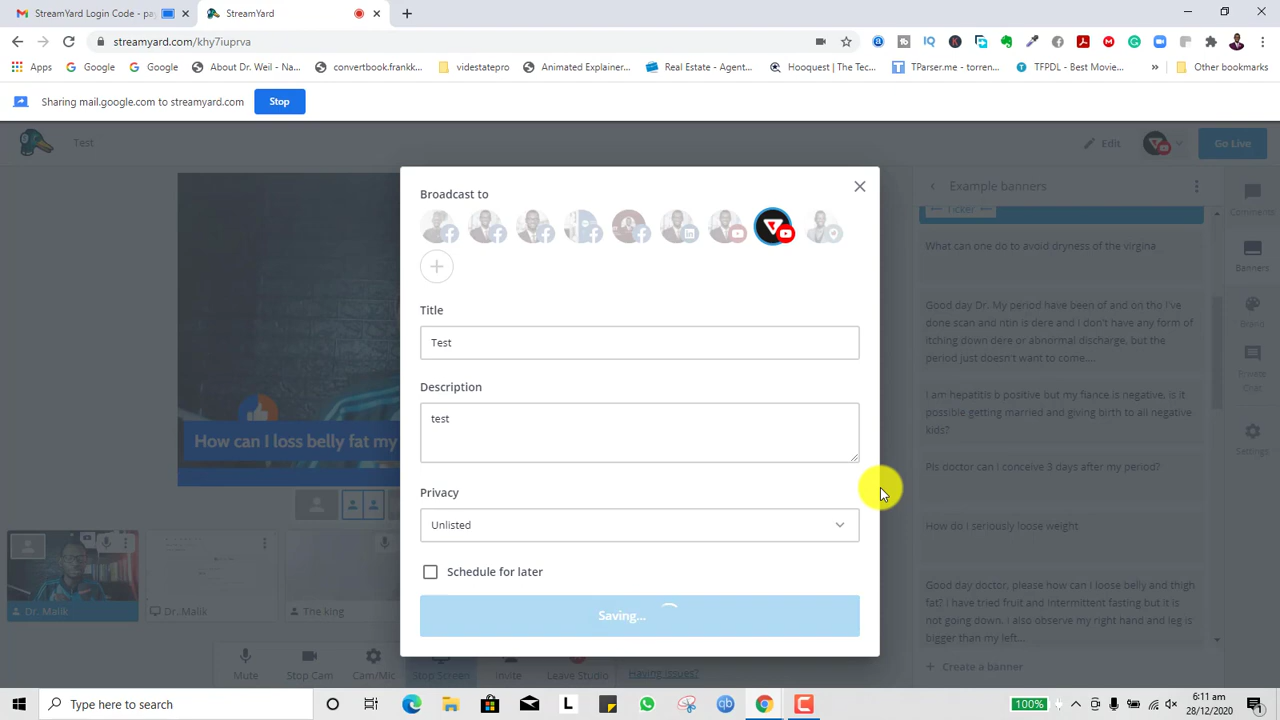 StreamYard Login Code - pay
StreamYard
streamyard.com/khy7iuprva
Apps
Google
Google
About Dr. Weil - Na...
convertbook.frankk...
videstatepro
Animated Explainer...
Real Estate - Agent...
Hooquest | The Tec...
TParser.me - torren...
TFPDL - Best Movie...
Other bookmarks
Sharing mail.google.com to streamyard.com
Stop
Test
Edit
Go Live
Broadcast to
Title
Test
Description
test
Privacy
Unlisted
Schedule for later
Saving...
How can I loss belly fat my
Dr. Malik
Dr. Malik
The king
Mute
Stop Cam
Cam/Mic
Stop Screen
Invite
Leave Studio
Having issues?
Example banners
Ticker
What can one do to avoid dryness of the virgina
Good day Dr. My period have been of and on tho I've
done scan and ntin is dere and I don't have any form of
itching down dere or abnormal discharge, but the
period just doesn't want to come....
I.am hepatitis b positive but my fiance is negative, is it
possible getting married and giving birth to all negative
kids?
Pls doctor can i conceive 3 days after my period?
How do I seriously loose weight
Good day doctor, please how can I loose belly and thigh
fat? I have tried fruit and intermittent fasting but it is
not going down. I also observe my right hand and leg is
bigger than my left...
Create a banner
Comments
Banners
Brand
Private
Chat
Settings
Type here to search
100%
6:11 am
28/12/2020